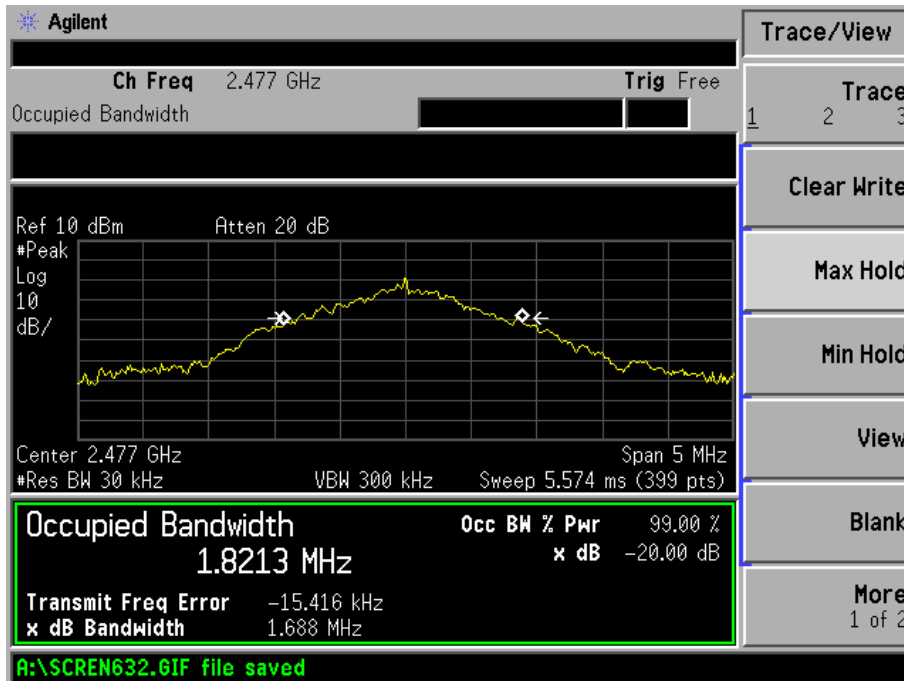 Agilent
Trace/View
Ch Freq 2.477 GHz Trig Free
Occupied Bandwidth
Trace
1 2 3
Clear Write
Ref 10 dBm Atten 20 dB
#Peak
Log
10
dB/
Max Hold
Min Hold
View
Center 2.477 GHz Span 5 MHz
#Res BW 30 kHz VBW 300 kHz Sweep 5.574 ms (399 pts)
Occupied Bandwidth
1.8213 MHz
Occ BW % Pwr 99.00 %
x dB -20.00 dB
Blank
Transmit Freq Error -15.416 kHz
x dB Bandwidth 1.688 MHz
More
1 of 2
A:\SCREN632.GIF file saved